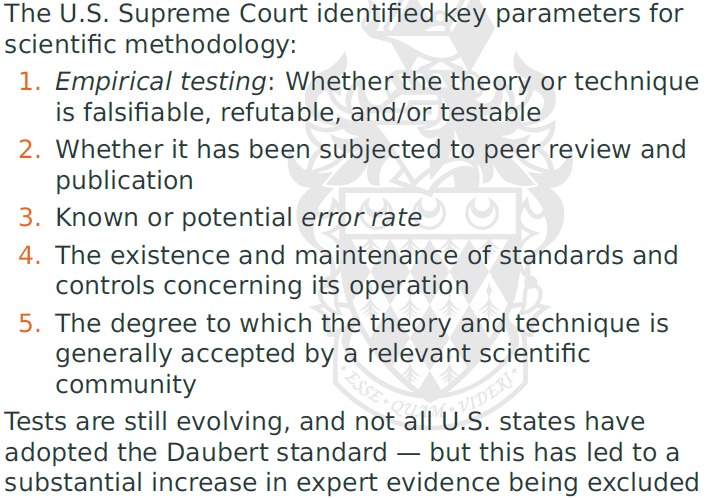 The U.S. Supreme Court identified key parameters for
scientific methodology:
1. Empirical testing: Whether the theory or technique
is falsifiable, refutable, and/or testable
2. Whether it has been subjected to peer review and
publication
3. Known or potential error rate
4. The existence and maintenance of standards and
controls concerning its operation
5. The degree to which the theory and technique is
generally accepted by a relevant scientific
community
ESSE • QUAM • VIDERI
Tests are still evolving, and not all U.S. states have
adopted the Daubert standard — but this has led to a
substantial increase in expert evidence being excluded